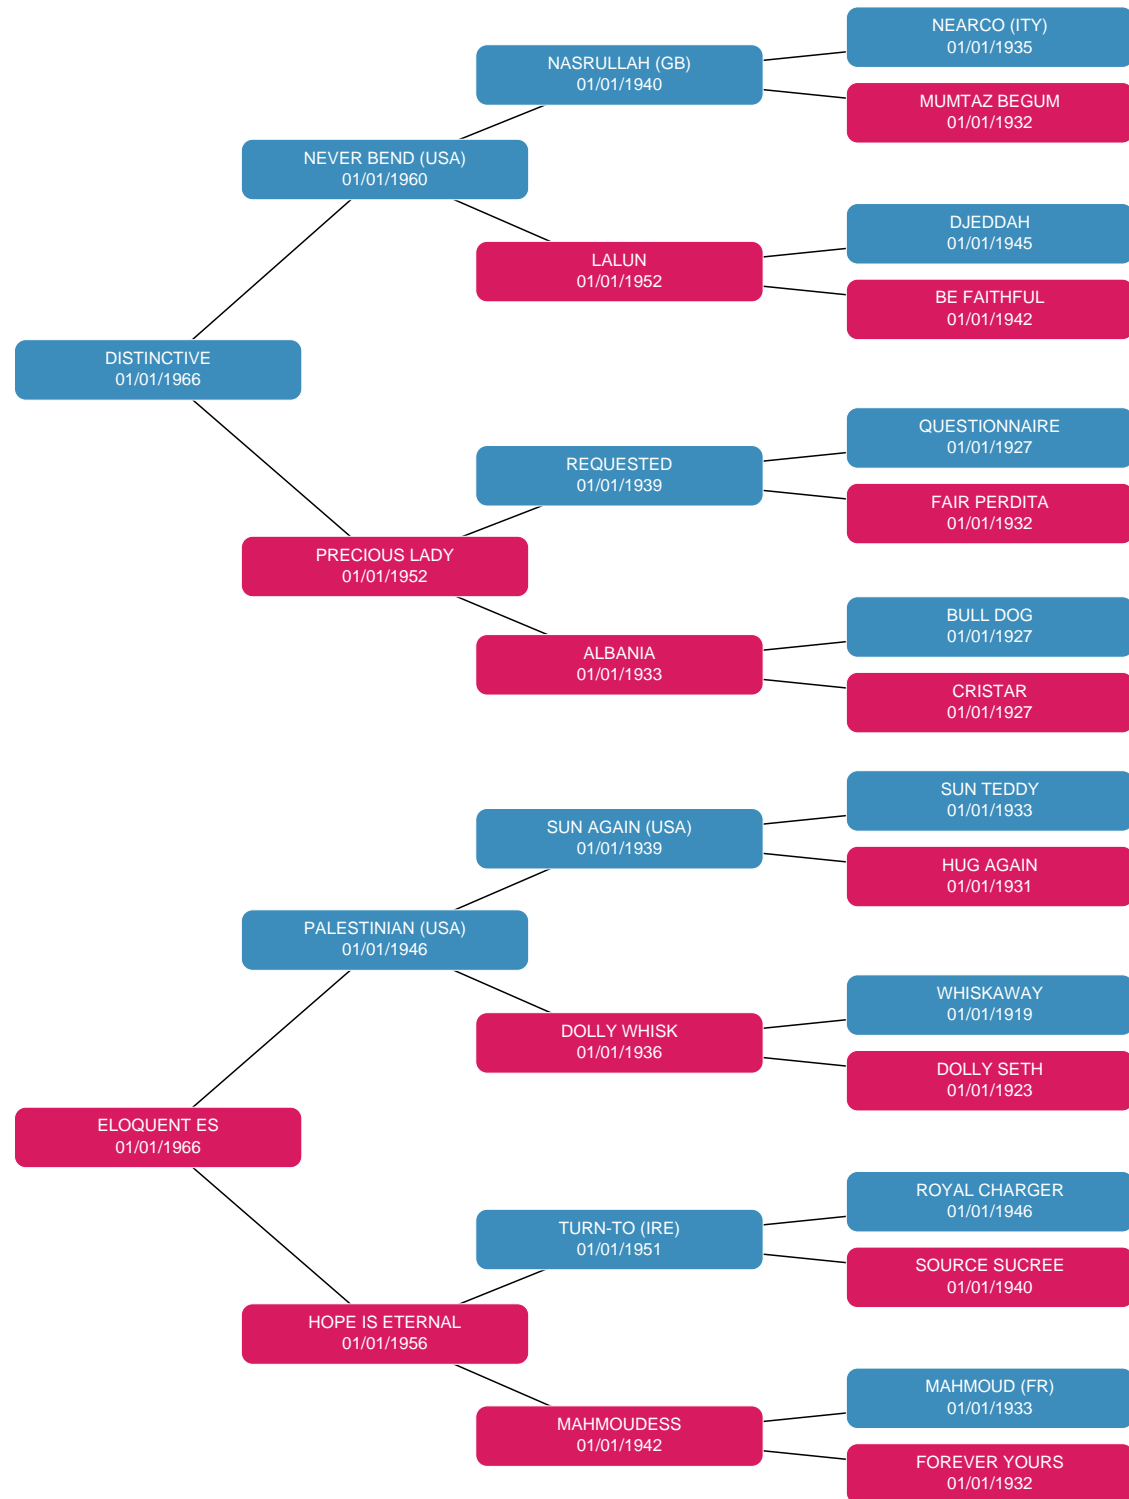 NEARCO (ITY)
01/01/1935
NASRULLAH (GB)
01/01/1940
MUMTAZ BEGUM
01/01/1932
NEVER BEND (USA)
01/01/1960
DJEDDAH
01/01/1945
LALUN
01/01/1952
BE FAITHFUL
01/01/1942
DISTINCTIVE
01/01/1966
QUESTIONNAIRE
01/01/1927
REQUESTED
01/01/1939
FAIR PERDITA
01/01/1932
PRECIOUS LADY
01/01/1952
BULL DOG
01/01/1927
ALBANIA
01/01/1933
CRISTAR
01/01/1927
SUN TEDDY
01/01/1933
SUN AGAIN (USA)
01/01/1939
HUG AGAIN
01/01/1931
PALESTINIAN (USA)
01/01/1946
WHISKAWAY
01/01/1919
DOLLY WHISK
01/01/1936
DOLLY SETH
01/01/1923
ELOQUENT ES
01/01/1966
ROYAL CHARGER
01/01/1946
TURN-TO (IRE)
01/01/1951
SOURCE SUCREE
01/01/1940
HOPE IS ETERNAL
01/01/1956
MAHMOUD (FR)
01/01/1933
MAHMOUDESS
01/01/1942
FOREVER YOURS
01/01/1932